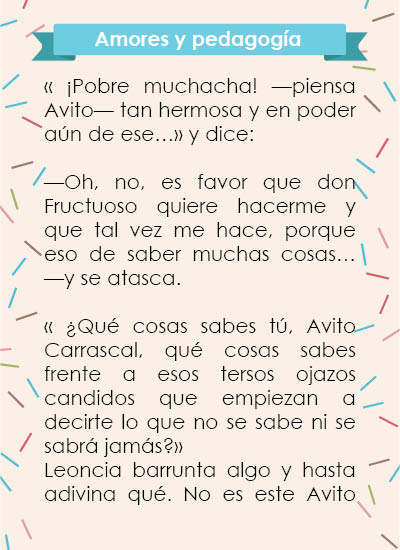 Amores y pedagogía
« ¡Pobre muchacha! —piensa
Avito— tan hermosa y en poder
aún de ese...» y dice:
—Oh, no, es favor que don
Fructuoso quiere hacerme y
que tal vez me hace, porque
eso de saber muchas cosas...
—y se atasca.
« ¿Qué cosas sabes tú, Avito
Carrascal, qué cosas sabes
frente a esos tersos ojazos
candidos que empiezan a
decirte lo que no se sabe ni se
sabrá jamás?»
Leoncia barrunta algo y hasta
adivina qué. No es este Avito